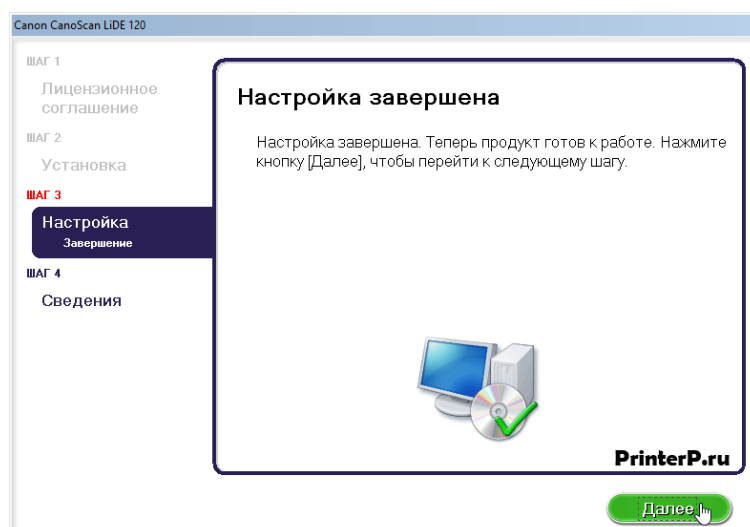 Canon CanoScan LiDE 120
ШАГ 1
Лицензионное
соглашение
ШАГ 2
Установка
ШАГ 3
Настройка
Завершение
ШАГ 4
Сведения
Настройка завершена
Настройка завершена. Теперь продукт готов к работе. Нажмите
кнопку [Далее], чтобы перейти к следующему шагу.
PrinterP.ru
Далее